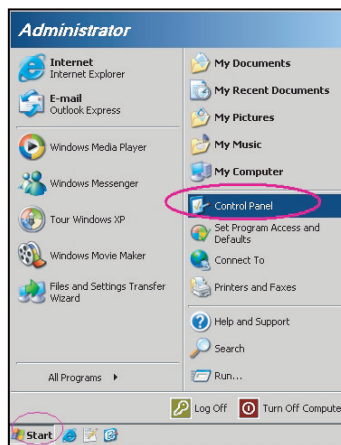 Administrator
Internet
Internet Explorer
E-mail
Outlook Express
Windows Media Player
Windows Messenger
Tour Windows XP
Windows Movie Maker
Files and Settings Transfer
Wizard
All Programs
My Documents
My Recent Documents
My Pictures
My Music
My Computer
Control Panel
Set Program Access and
Defaults
Connect To
Printers and Faxes
Help and Support
Search
Run...
Log Off
Turn Off Compute
Start